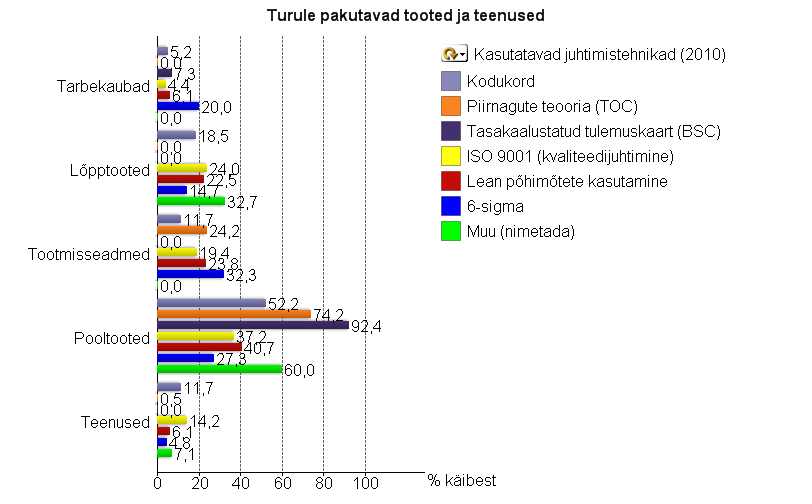 Turule pakutavad tooted ja teenused
Kasutatavad juhtimistehnikad (2010)
Kodukord
Piirnagute teooria (TOC)
Tasakaalustatud tulemuskaart (BSC)
ISO 9001 (kvaliteedijuhtimine)
Lean põhimõtete kasutamine
6-sigma
Muu (nimetada)
Tarbekaubad
5,2
0,0
7,3
4,4
6,1
20,0
0,0
Lõpptooted
18,5
0,0
0,0
24,0
22,5
14,7
32,7
Tootmisseadmed
11,7
24,2
0,0
19,4
23,8
32,3
0,0
Pooltooted
52,2
74,2
92,4
37,2
40,7
27,3
60,0
Teenused
11,7
0,5
0,0
14,2
6,1
4,8
7,1
0 20 40 60 80 100
% käibest